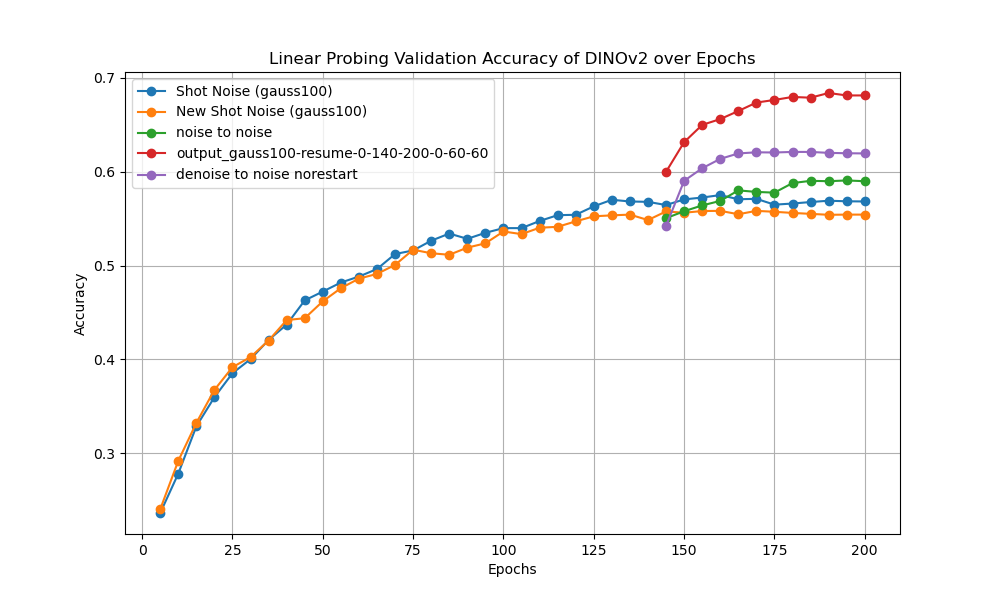 Linear Probing Validation Accuracy of DINOv2 over Epochs
Shot Noise (gauss100)
New Shot Noise (gauss100)
noise to noise
output_gauss100-resume-0-140-200-0-60-60
denoise to noise norestart
Accuracy
0.7
0.6
0.5
0.4
0.3
0 25 50 75 100 125 150 175 200
Epochs